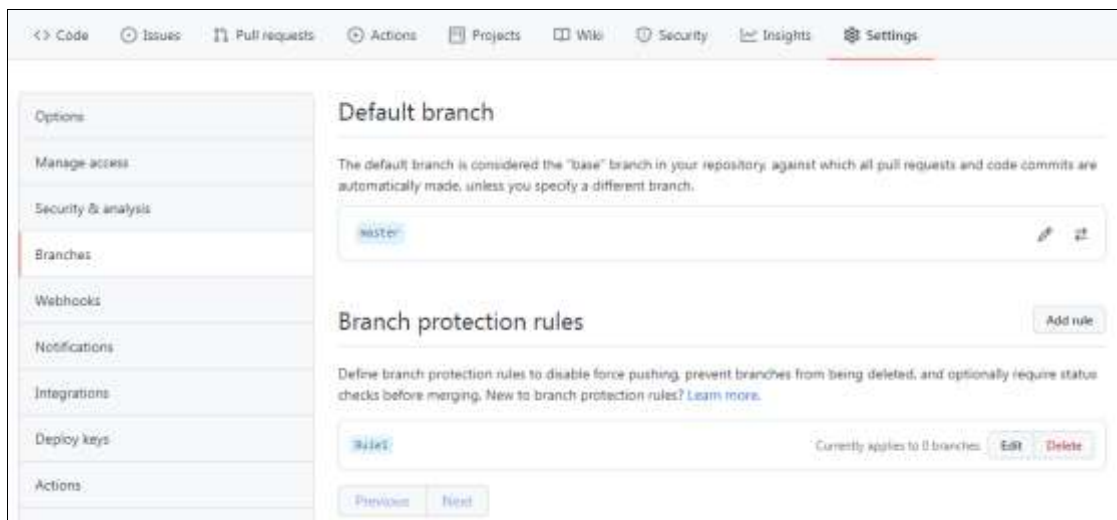 <> Code Issues Pull requests Actions Projects Wiki Security Insights Settings
Options
Manage access
Security & analysis
Branches
Webhooks
Notifications
Integrations
Deploy keys
Actions
Default branch
The default branch is considered the "base" branch in your repository, against which all pull requests and code commits are
automatically made, unless you specify a different branch.
master
Branch protection rules Add rule
Define branch protection rules to disable force pushing, prevent branches from being deleted, and optionally require status
checks before merging. New to branch protection rules? Learn more.
Rule1 Currently applies to 0 branches Edit Delete
Previous Next